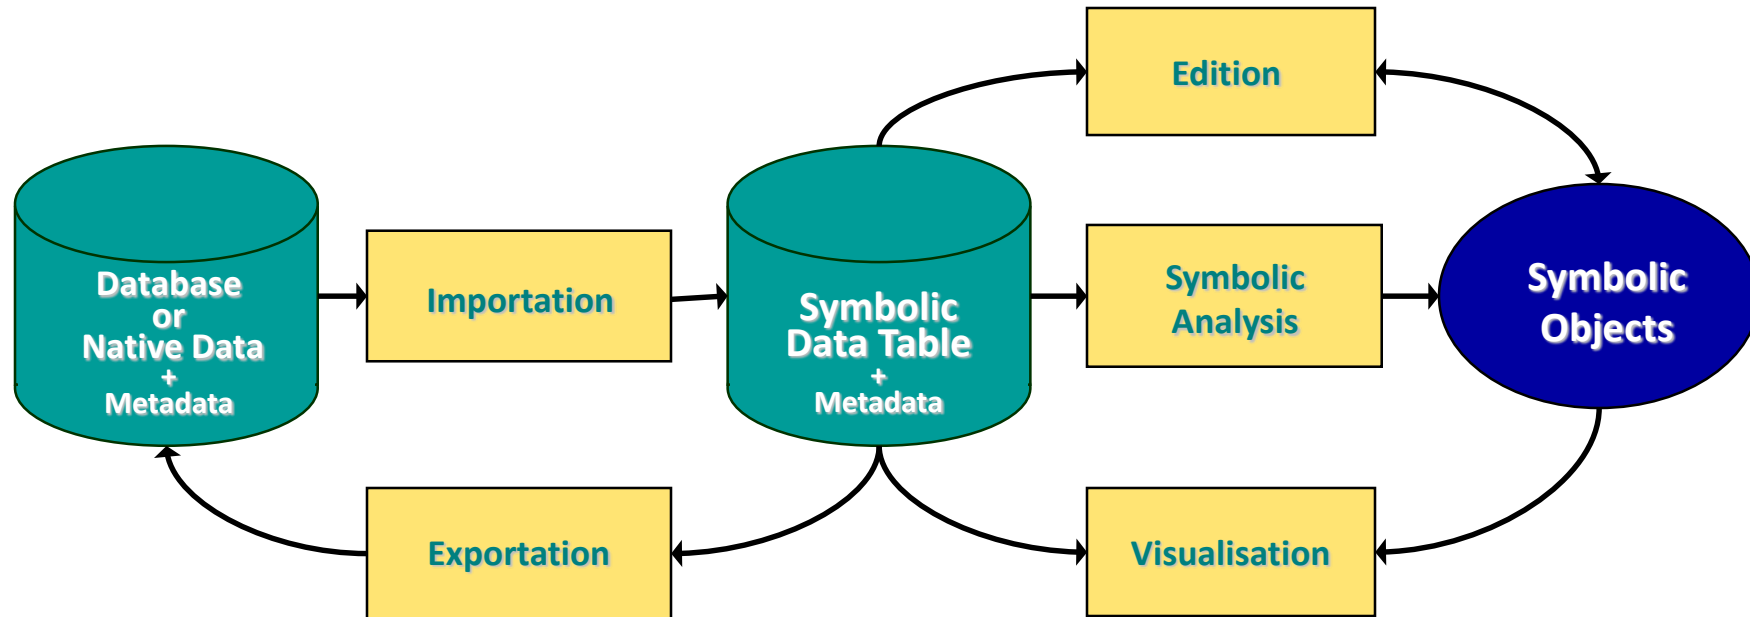 Edition
Database
or
Native Data
+
Metadata
Importation
Symbolic
Data Table
+
Metadata
Symbolic
Analysis
Symbolic
Objects
Exportation
Visualisation